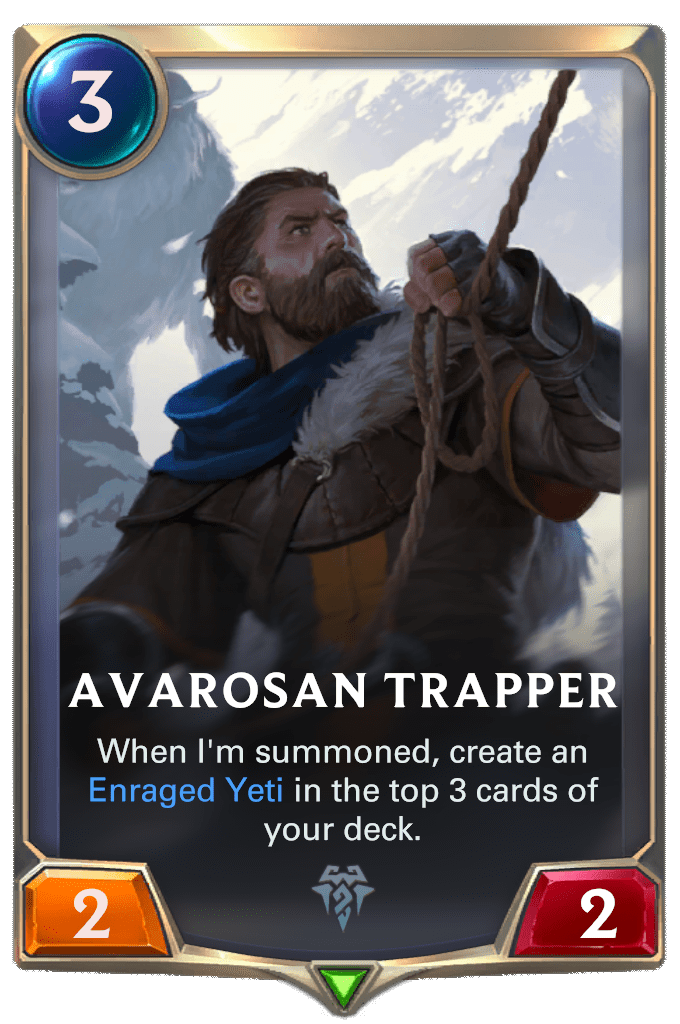 3
AVAROSAN TRAPPER
When I'm summoned, create an
Enraged Yeti in the top 3 cards of
your deck.
2
2